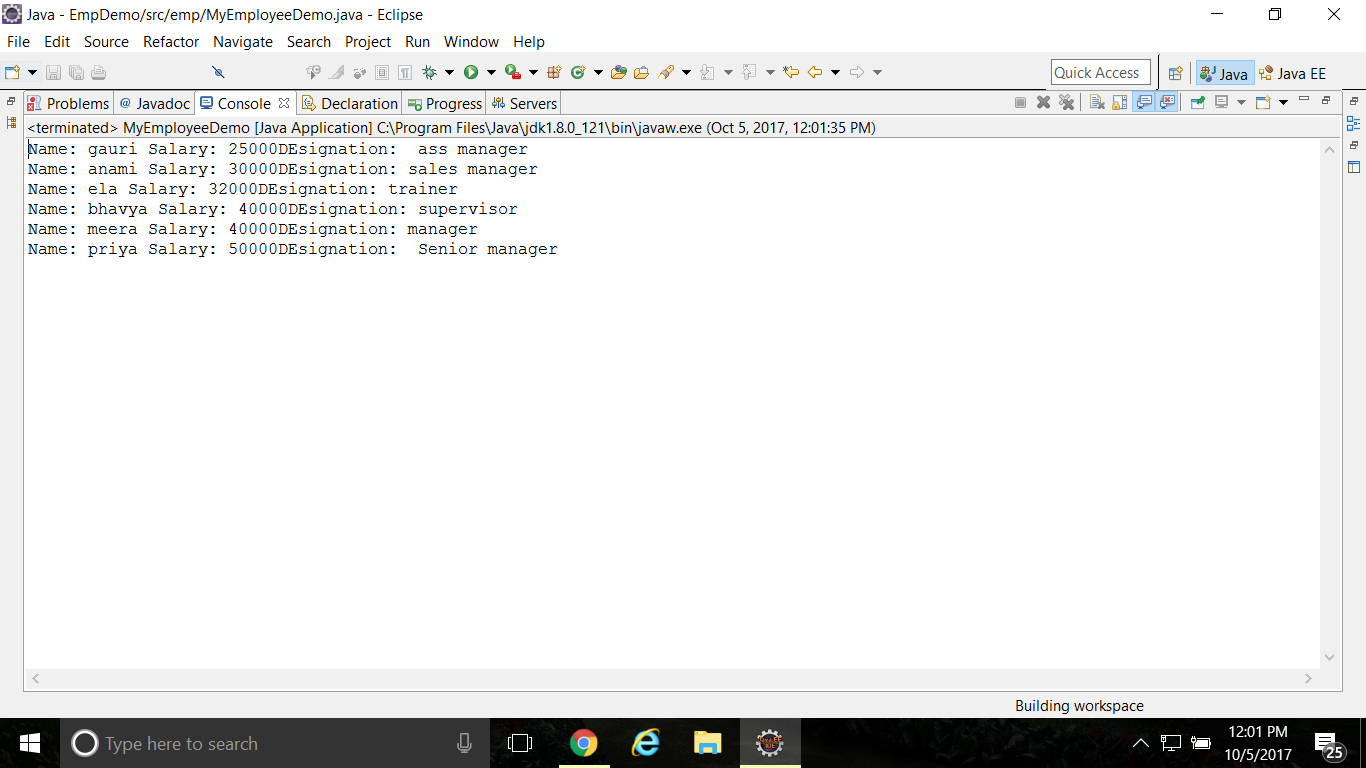 Java - EmpDemo/src/emp/MyEmployeeDemo.java - Eclipse
File Edit Source Refactor Navigate Search Project Run Window Help
Quick Access Java Java EE
Problems @ Javadoc Console Declaration Progress Servers
<terminated> MyEmployeeDemo [Java Application] C:\Program Files\Java\jdk1.8.0_121\bin\javaw.exe (Oct 5, 2017, 12:01:35 PM)
Name: gauri Salary: 25000DEsignation:  ass manager
Name: anami Salary: 30000DEsignation: sales manager
Name: ela Salary: 32000DEsignation: trainer
Name: bhavya Salary: 40000DEsignation: supervisor
Name: meera Salary: 40000DEsignation: manager
Name: priya Salary: 50000DEsignation:  Senior manager
Building workspace
Type here to search
12:01 PM
10/5/2017
25